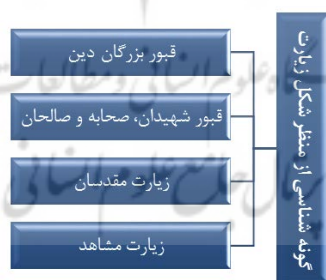 گونه شناسی از منظر شکل زیارت
قبور بزرگان دین
قبور شهیدان، صحابه و صالحان
زیارت مقدسان
زیارت مشاهد